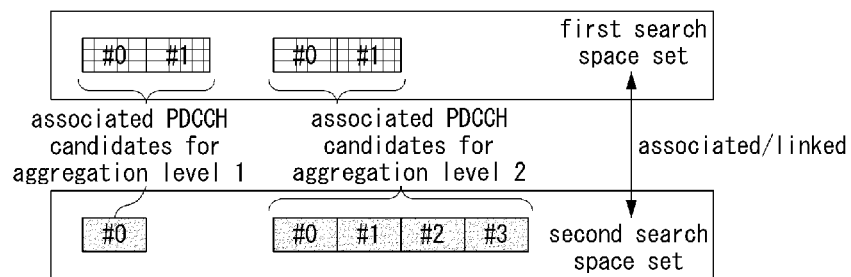 #0 #1 #0 #1
first search
space set
associated PDCCH
candidates for
aggregation level 1
associated PDCCH
candidates for
aggregation level 2
associated/linked
#0 #0 #1 #2 #3
second search
space set